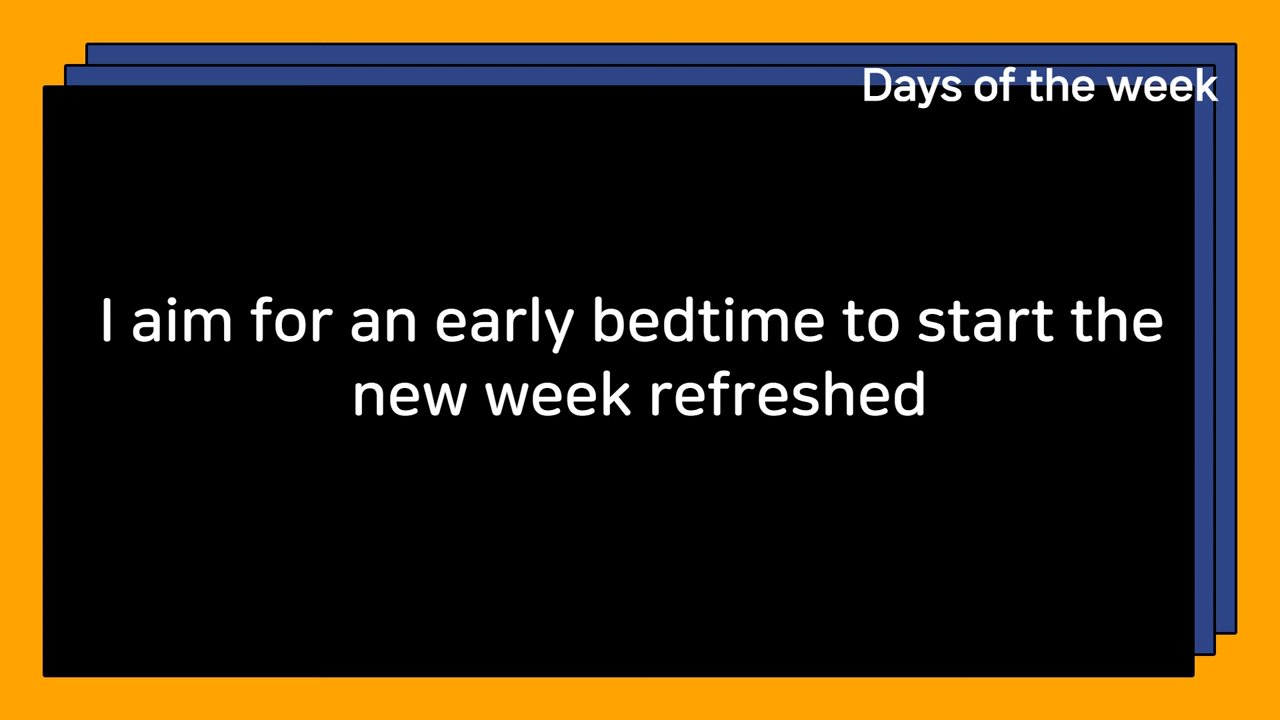 Days of the week
I aim for an early bedtime to start the
new week refreshed